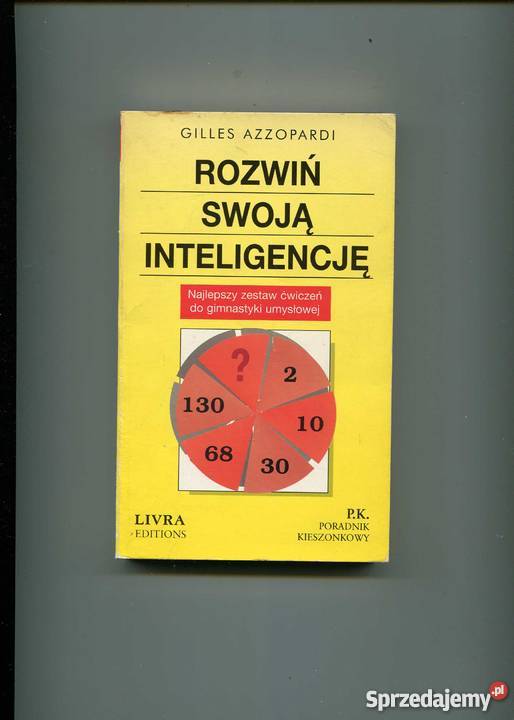 GILLES AZZOPARDI
ROZWIŃ
SWOJĄ
INTELIGENCJĘ
Najlepszy zestaw ćwiczeń
do gimnastyki umysłowej
?
2
130
10
68
30
LIVRA
EDITIONS
P.K.
PORADNIK
KIESZONKOWY
Sprzedajemy.pl